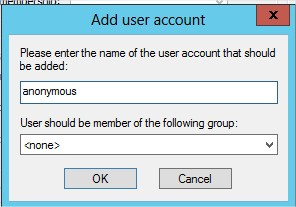 Add user account
x
Please enter the name of the user account that should
be added:
anonymous
User should be member of the following group:
<none>
OK
Cancel